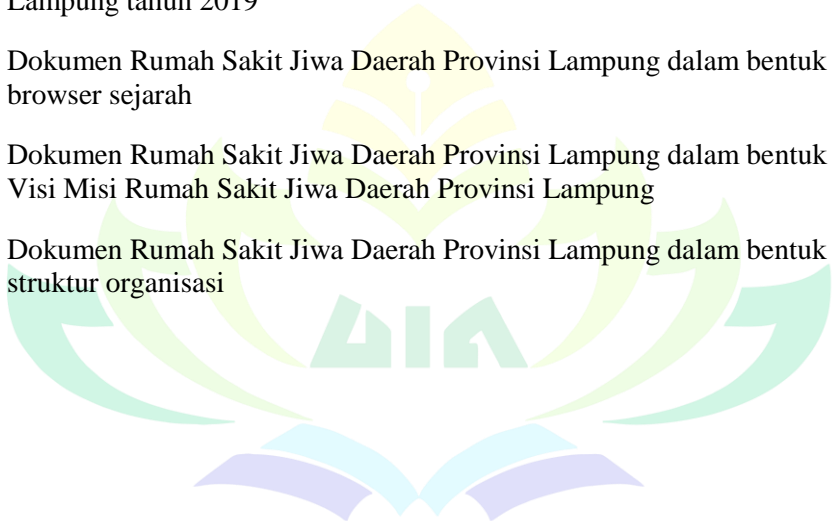 Lampung tahun 2019
Dokumen Rumah Sakit Jiwa Daerah Provinsi Lampung dalam bentuk
browser sejarah
Dokumen Rumah Sakit Jiwa Daerah Provinsi Lampung dalam bentuk
Visi Misi Rumah Sakit Jiwa Daerah Provinsi Lampung
Dokumen Rumah Sakit Jiwa Daerah Provinsi Lampung dalam bentuk
struktur organisasi
UIN